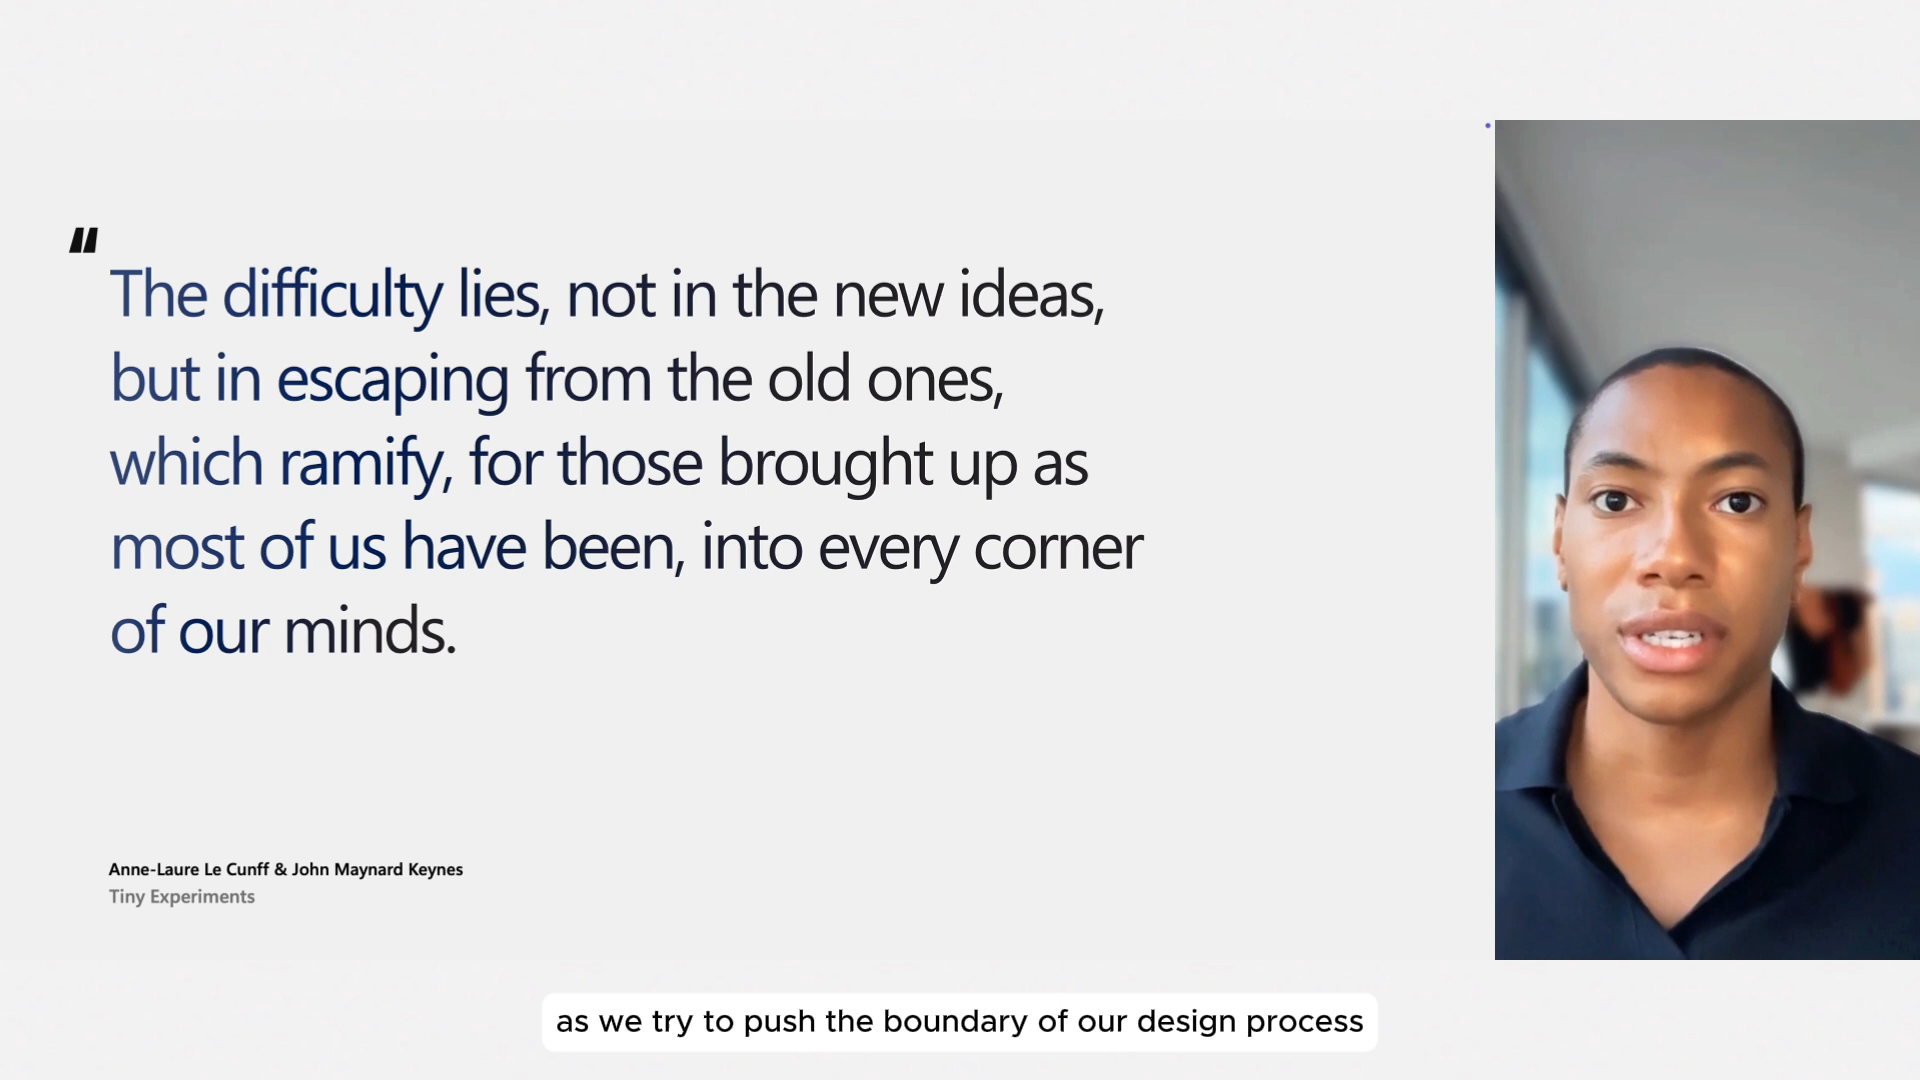 "
The difficulty lies, not in the new ideas,
but in escaping from the old ones,
which ramify, for those brought up as
most of us have been, into every corner
of our minds.
Anne-Laure Le Cunff & John Maynard Keynes
Tiny Experiments
as we try to push the boundary of our design process